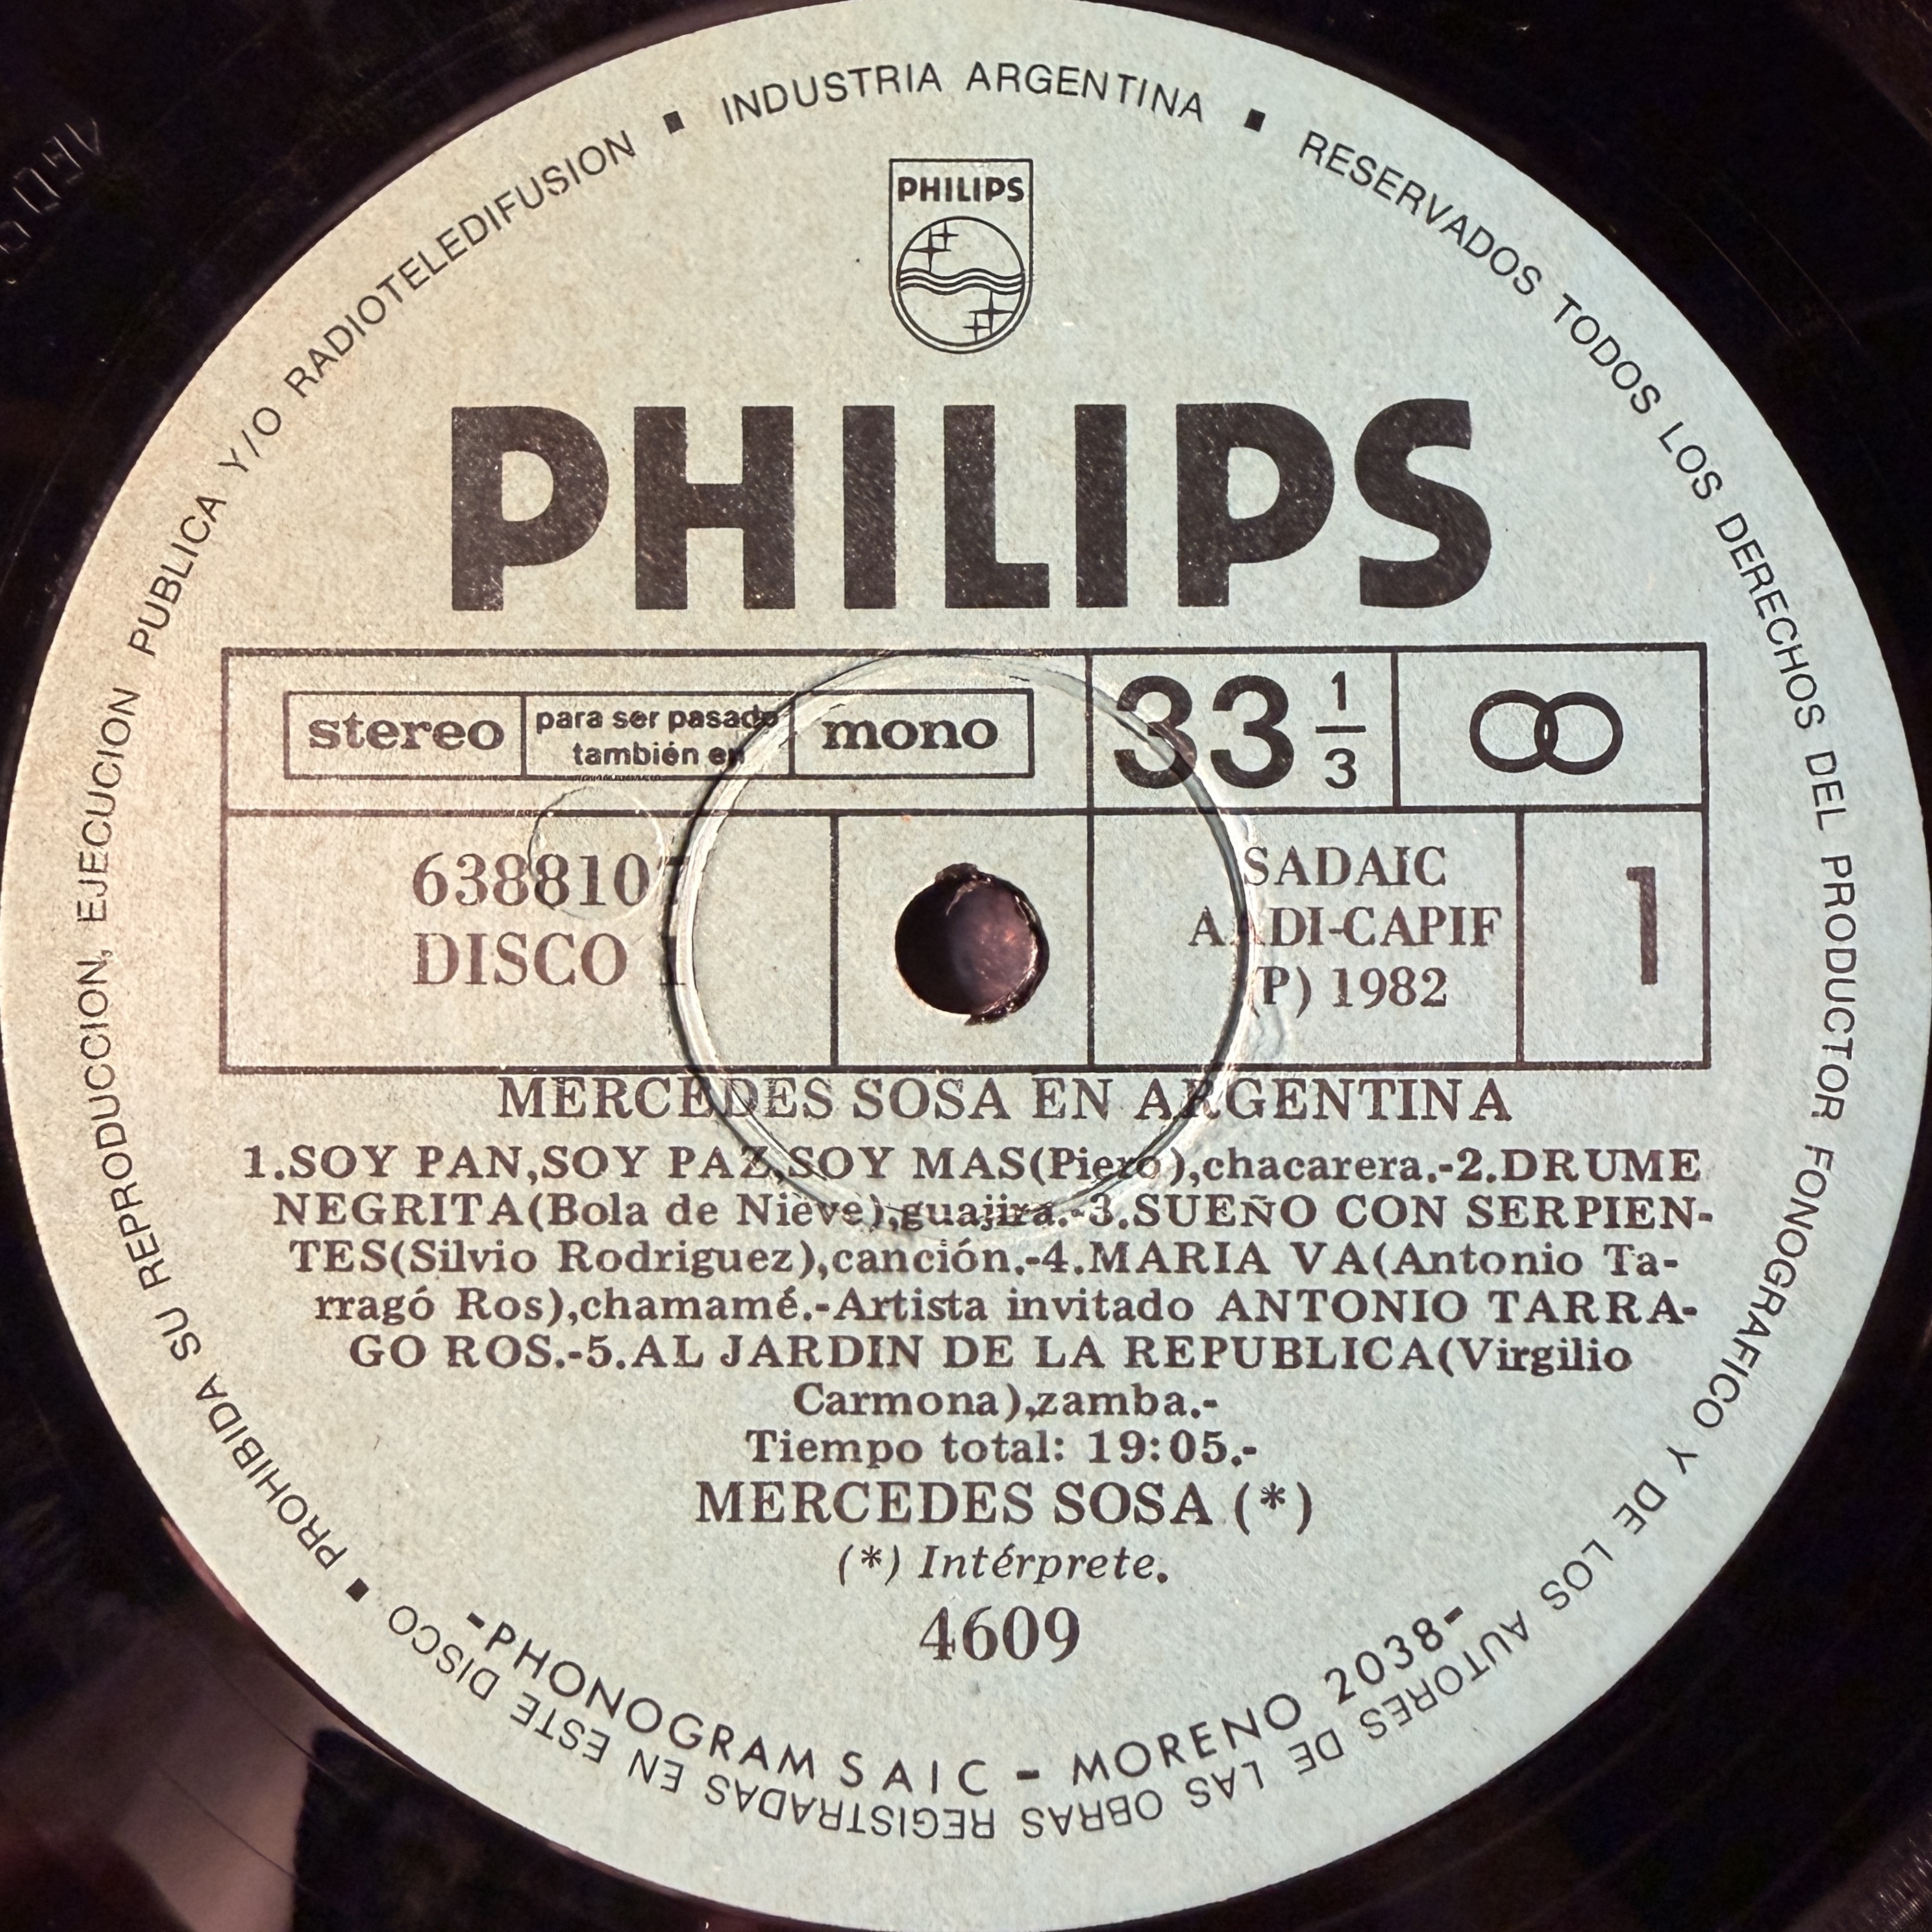 INDUSTRIA ARGENTINA ▪ RESERVADOS TODOS LOS DERECHOS DEL PRODUCTOR FONOGRAFICO Y DE LOS AUTORES DE LAS OBRAS REGISTRADAS EN ESTE DISCO ▪ PROHIBIDA SU REPRODUCCION, EJECUCION PUBLICA Y/O RADIOTELEDIFUSION ▪
PHILIPS
PHILIPS
stereo
para ser pasado
también en
mono
33 1/3
6388107
DISCO 1
SADAIC
AADI-CAPIF
(P) 1982
1
MERCEDES SOSA EN ARGENTINA
1.SOY PAN,SOY PAZ,SOY MAS(Piero),chacarera.-2.DRUME
NEGRITA(Bola de Nieve),guajira.-3.SUEÑO CON SERPIEN-
TES(Silvio Rodriguez),canción.-4.MARIA VA(Antonio Ta-
rragó Ros),chamamé.-Artista invitado ANTONIO TARRA-
GO ROS.-5.AL JARDIN DE LA REPUBLICA(Virgilio
Carmona),zamba.-
Tiempo total: 19:05.-
MERCEDES SOSA (*)
(*) Intérprete.
4609
-PHONOGRAM S A I C - MORENO 2038-